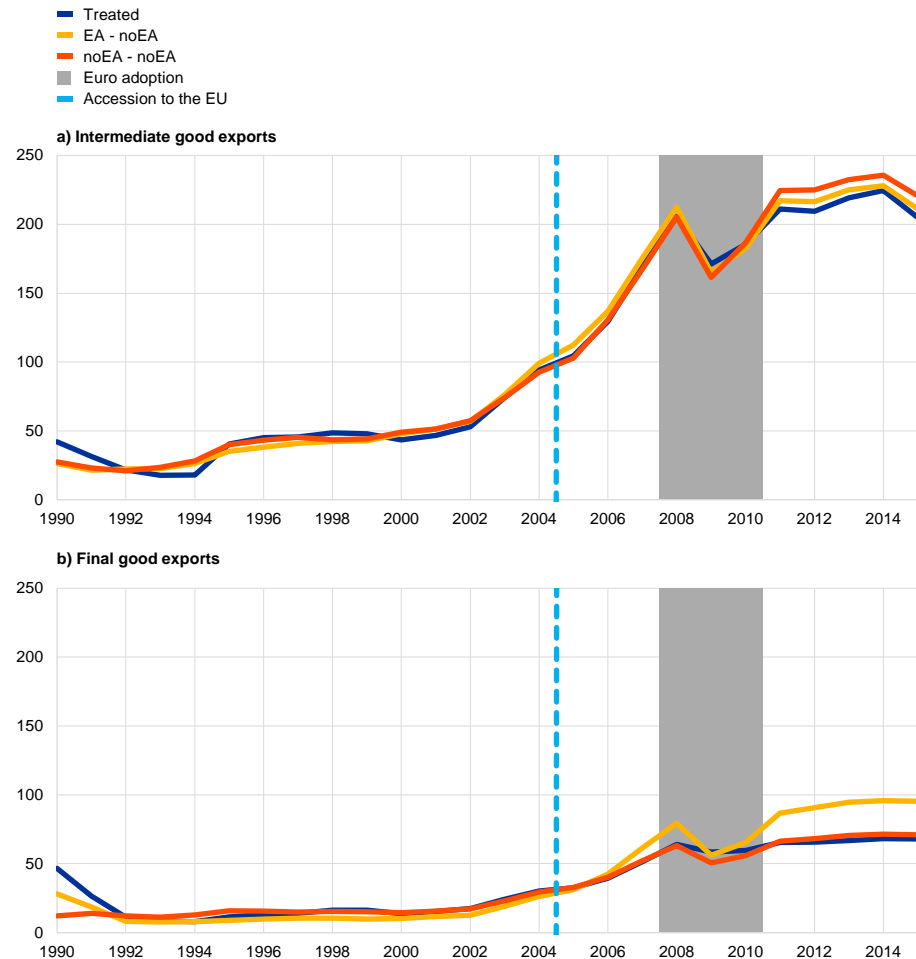 Treated
EA - noEA
noEA - noEA
Euro adoption
Accession to the EU
a) Intermediate good exports
250
200
150
100
50
0
1990 1992 1994 1996 1998 2000 2002 2004 2006 2008 2010 2012 2014
b) Final good exports
250
200
150
100
50
0
1990 1992 1994 1996 1998 2000 2002 2004 2006 2008 2010 2012 2014